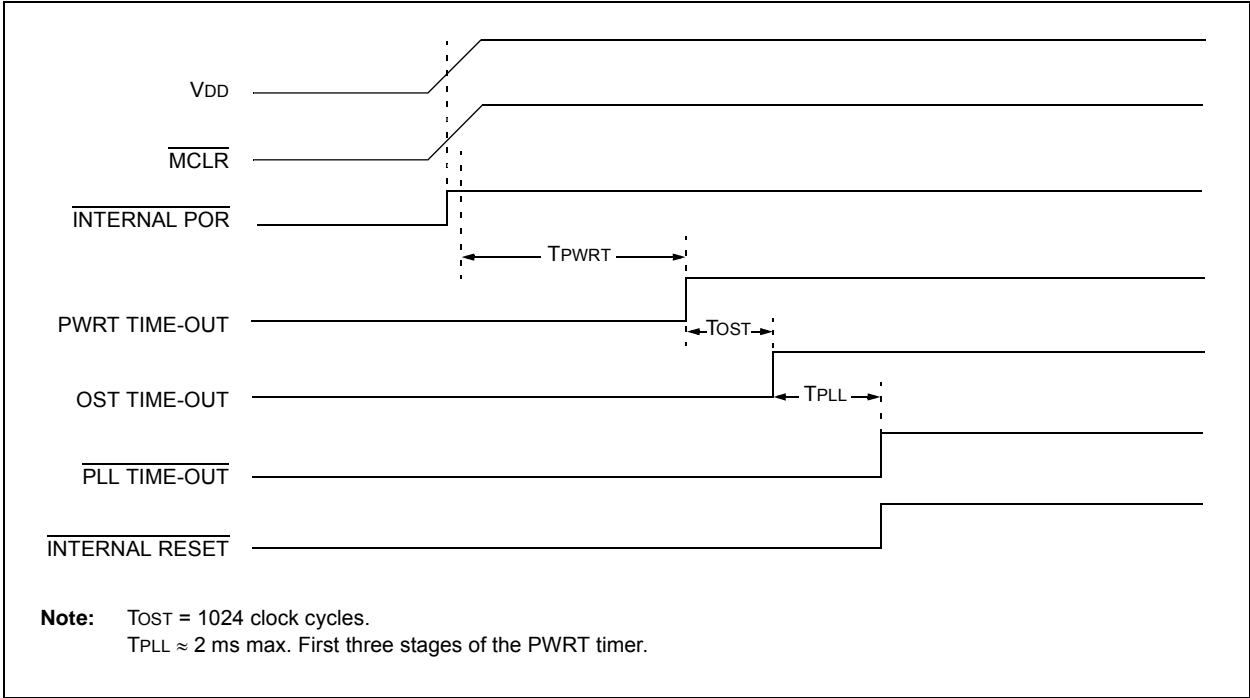 VDD
MCLR
INTERNAL POR
TPWRT
PWRT TIME-OUT
TOST
OST TIME-OUT
TPLL
PLL TIME-OUT
INTERNAL RESET
Note: TOST = 1024 clock cycles.
TPLL ≈ 2 ms max. First three stages of the PWRT timer.